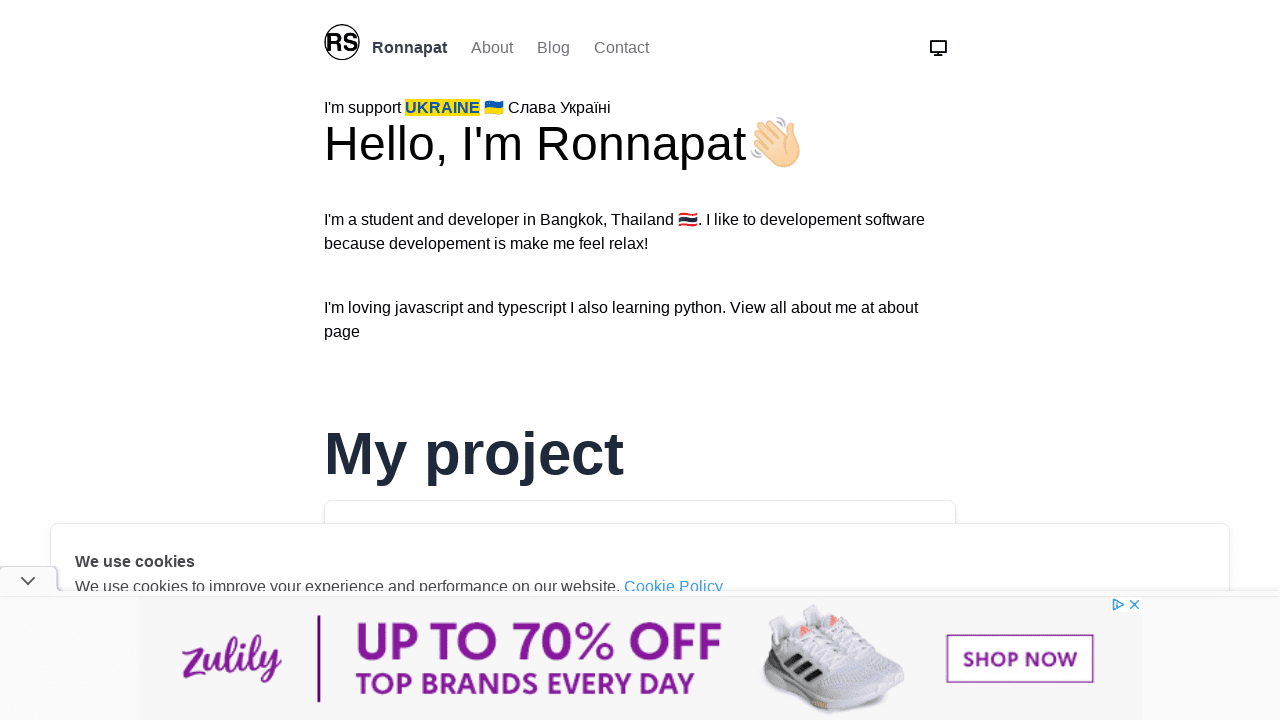 RS Ronnapat About Blog Contact
I'm support UKRAINE 🇺🇦 Слава Україні
Hello, I'm Ronnapat👋🏻
I'm a student and developer in Bangkok, Thailand 🇹🇭. I like to developement software
because developement is make me feel relax!
I'm loving javascript and typescript I also learning python. View all about me at about
page
My project
We use cookies
We use cookies to improve your experience and performance on our website. Cookie Policy
zulily
UP TO 70% OFF
TOP BRANDS EVERY DAY
SHOP NOW